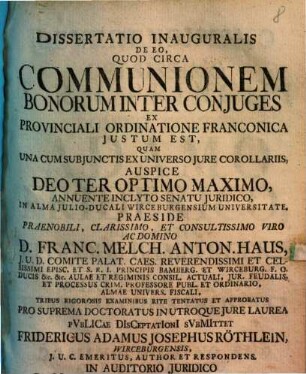 8
DISSERTATIO INAUGURALIS
DE EO,
QUOD CIRCA
COMMUNIONEM
BONORUM INTER CONJUGES
EX
PROVINCIALI ORDINATIONE FRANCONICA
JUSTUM EST,
QUAM
UNA CUM SUBJUNCTIS EX UNIVERSO JURE COROLLARIIS,
AUSPICE
DEO TER OPTIMO MAXIMO,
ANNUENTE INCLYTO SENATU JURIDICO,
IN ALMA JULIO-DUCALI WIRCEBURGENSIUM UNIVERSITATE,
PRAESIDE
PRAENOBILI, CLARISSIMO, ET CONSULTISSIMO VIRO
AC DOMINO
D. FRANC. MELCH. ANTON. HAUS,
J. U. D. COMITE PALAT. CAES. REVERENDISSIMI ET CEL-
SISSIMI EPISC. ET S. R. I. PRINCIPIS BAMBERG. ET WIRCEBURG. F. O.
DUCIS &c. &c. AULAE ET REGIMINIS CONSIL. ACTUALI, JUR. FEUDALIS,
ET PROCESSUS CRIM. PROFESSORE PUBL. ET ORDINARIO,
ALMAE UNIVERS. FISCALI,
TRIBUS RIGOROSIS EXAMINIBUS RITE TENTATUS ET APPROBATUS
PRO SUPREMA DOCTORATUS IN UTROQUE JURE LAUREA
PVBLICAE DISCEPTATIONI SVBMITTET
FRIDERIGUS ADAMUS JOSEPHUS RÖTHLEIN,
WIRCEBURGENSIS,
J. U. C. EMERITUS, AUTHOR ET RESPONDENS.
IN AUDITORIO JURIDICO